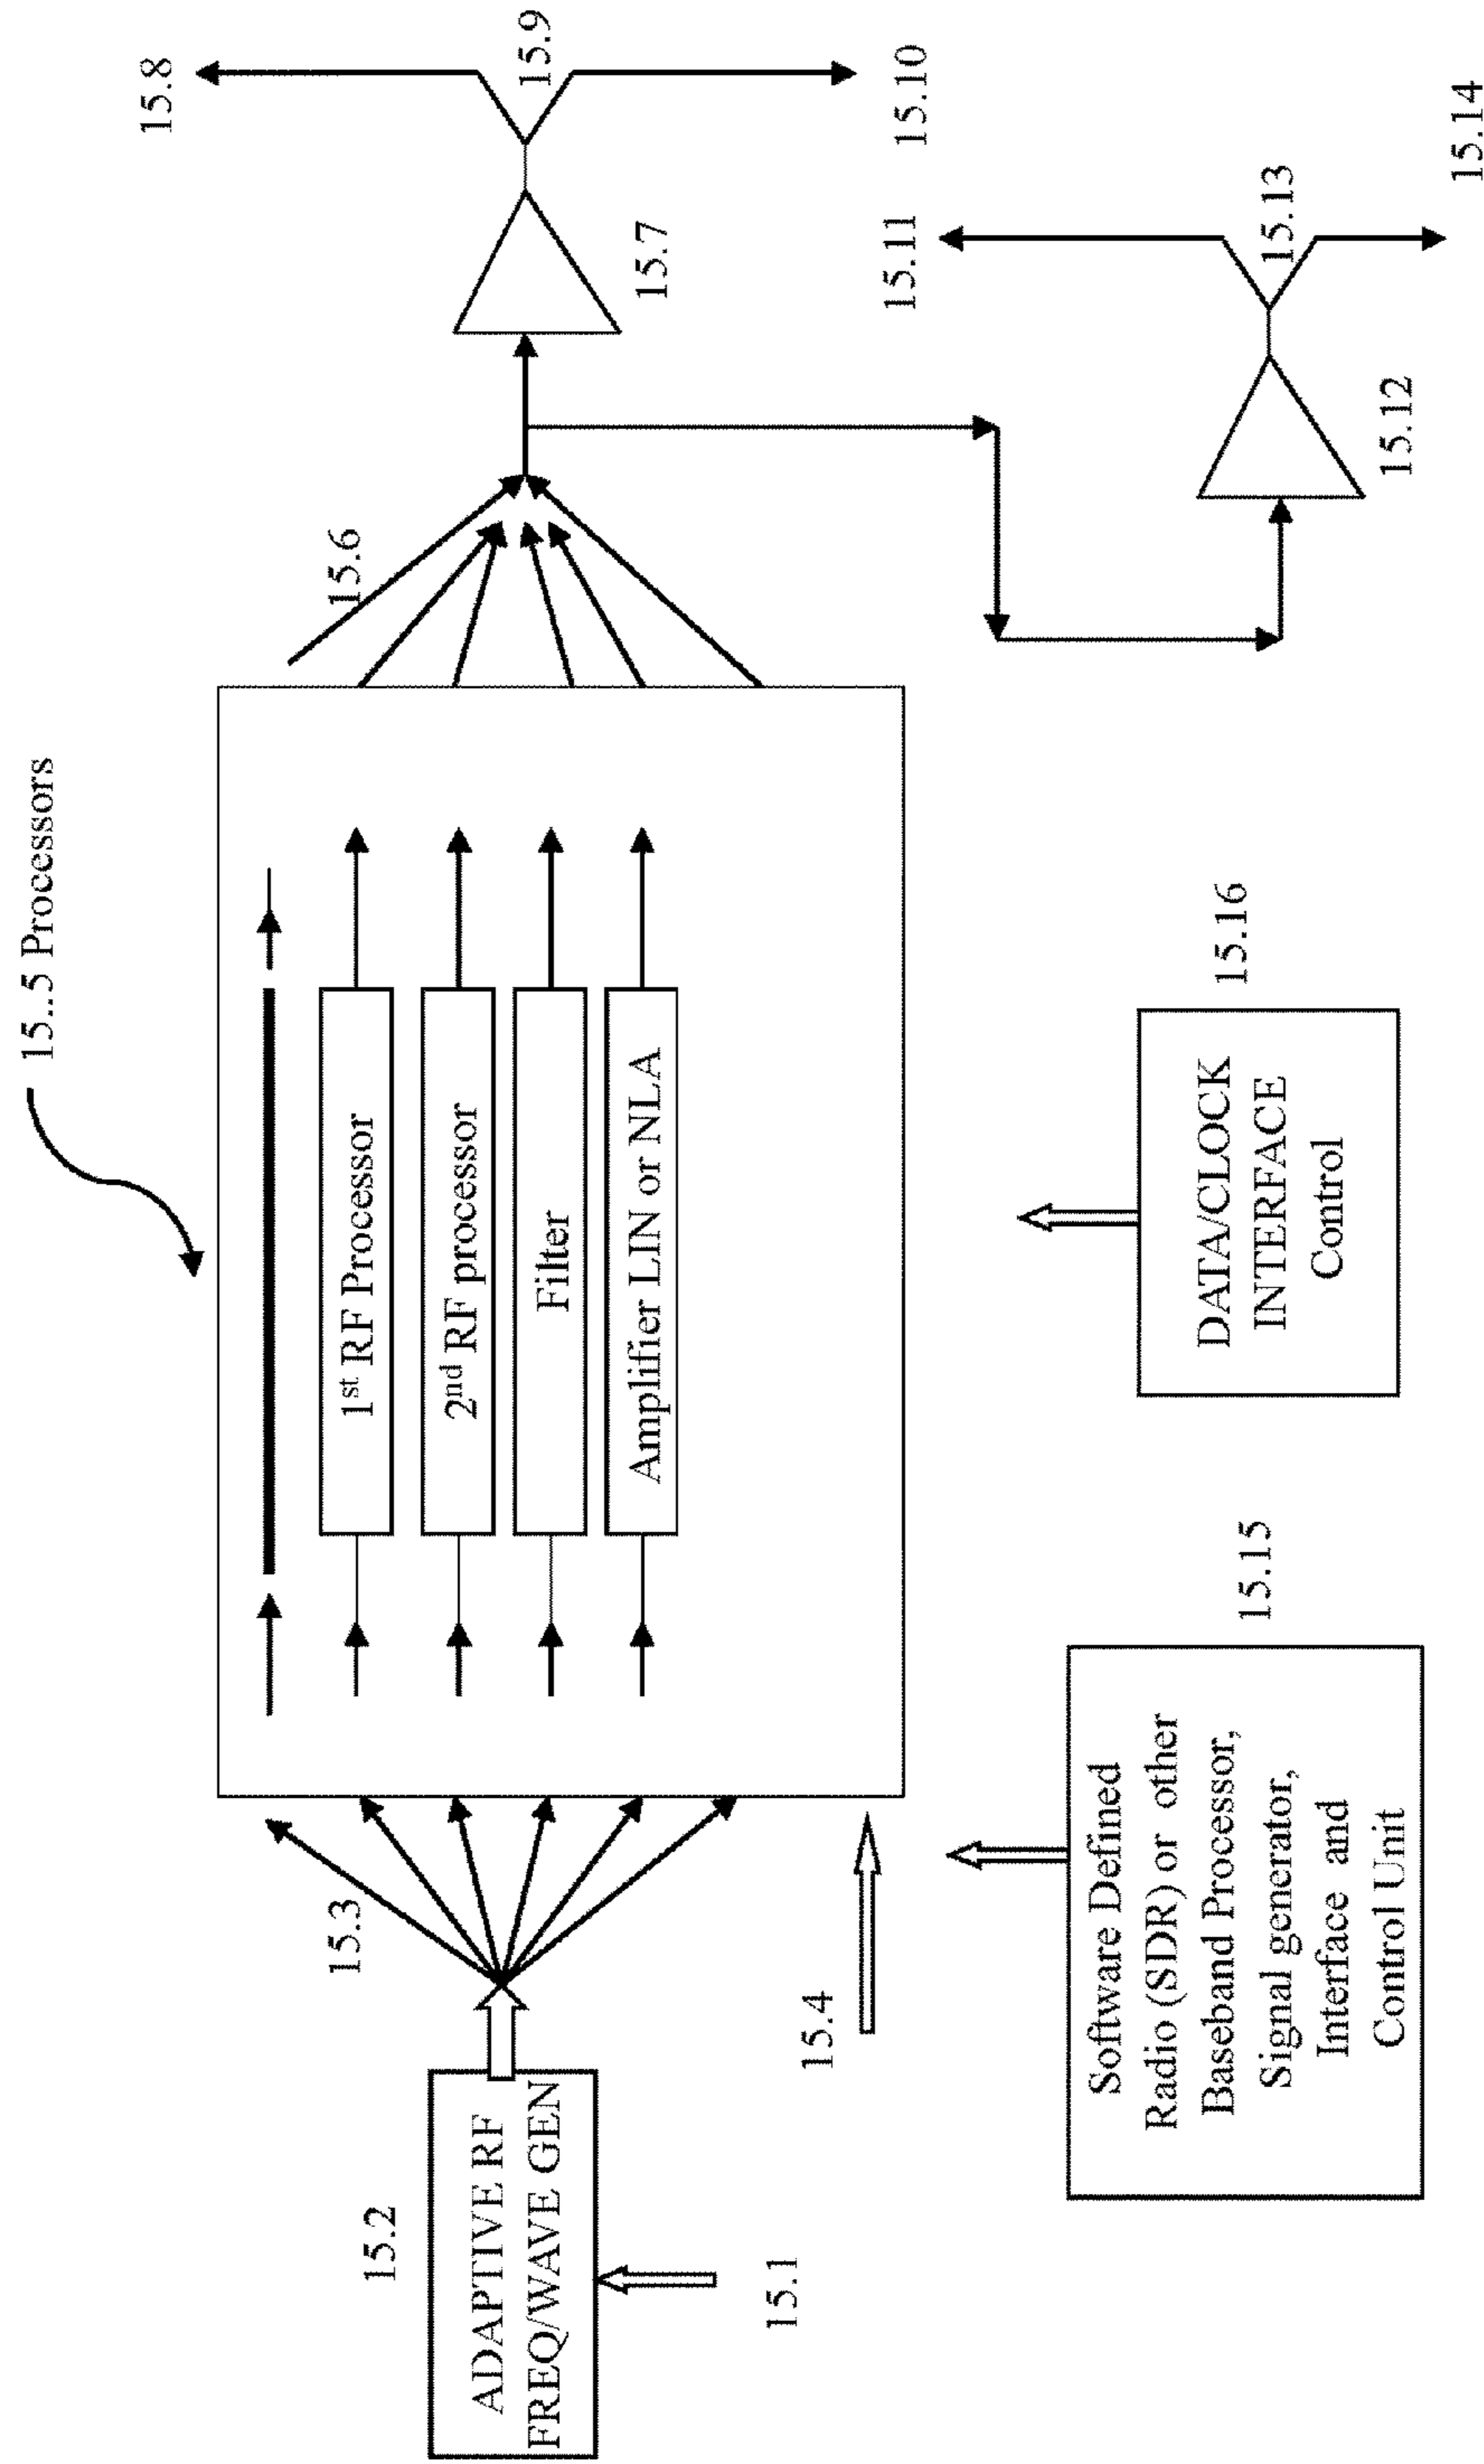 15..5 Processors
15.2
ADAPTIVE RF
FREQ/WAVE GEN
15.1
15.3
15.4
1st RF Processor
2nd RF processor
Filter
Amplifier LIN or NLA
15.6
15.7
15.8
15.9
15.10
15.11
15.12
15.13
15.14
15.15
Software Defined
Radio (SDR) or other
Baseband Processor,
Signal generator,
Interface and
Control Unit
15.16
DATA/CLOCK
INTERFACE
Control